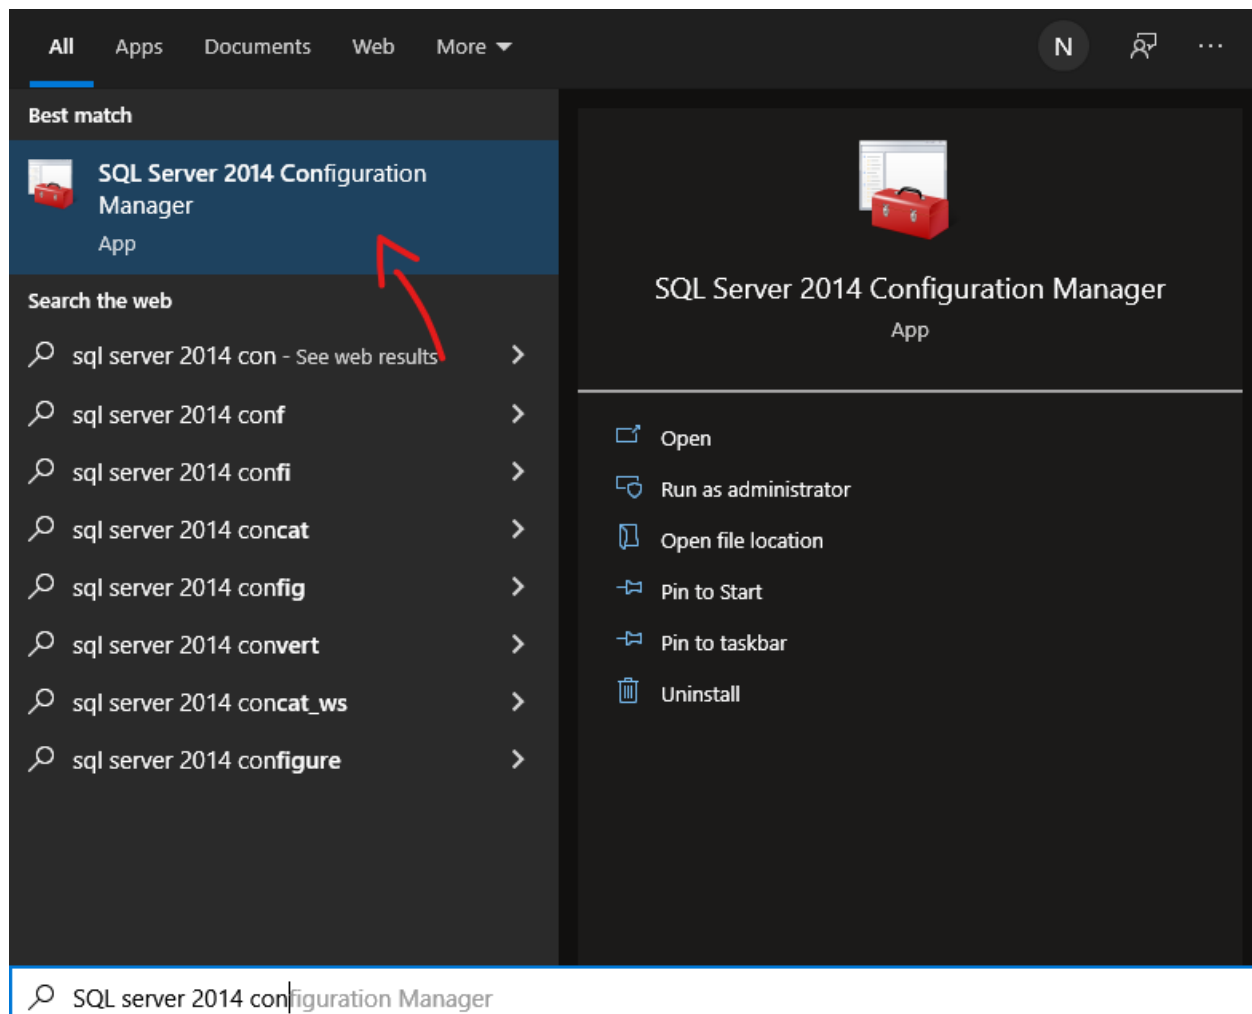 All Apps Documents Web More N ...
Best match
SQL Server 2014 Configuration
Manager
App
Search the web
sql server 2014 con - See web results
sql server 2014 conf
sql server 2014 confi
sql server 2014 concat
sql server 2014 config
sql server 2014 convert
sql server 2014 concat_ws
sql server 2014 configure
SQL Server 2014 Configuration Manager
App
Open
Run as administrator
Open file location
Pin to Start
Pin to taskbar
Uninstall
SQL server 2014 configuration Manager